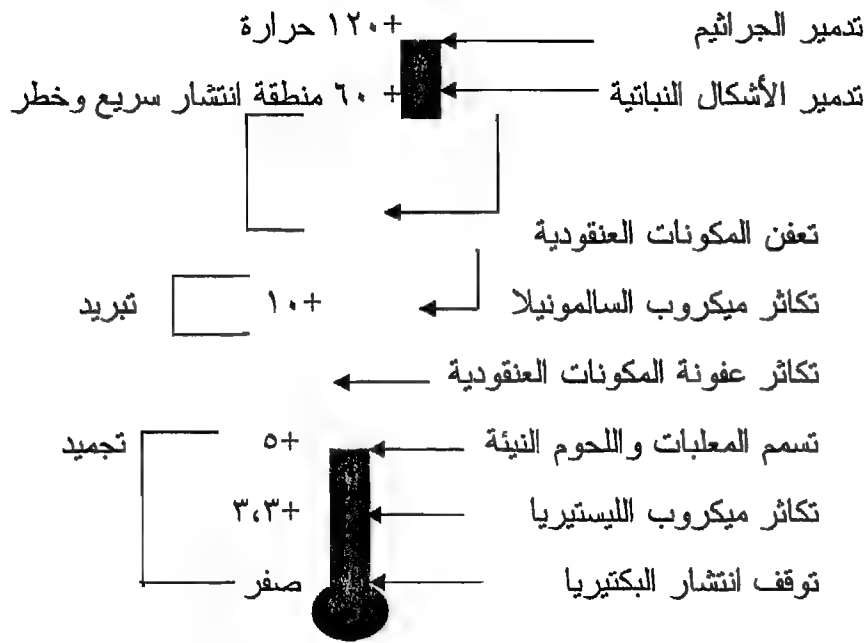 تدمير الجراثيم +١٢٠ حرارة
تدمير الأشكال النباتية + ٦٠ منطقة انتشار سريع وخطر
تعفن المكونات العنقودية
تكاثر ميكروب السالمونيلا +١٠ تبريد
تكاثر عفونة المكونات العنقودية
تسمم المعلبات واللحوم النيئة +٥ تجميد
تكاثر ميكروب الليستيريا +٣،٣
توقف انتشار البكتيريا صفر